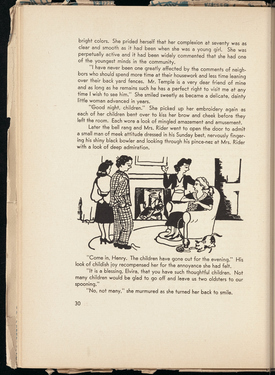 bright colors. She prided herself that her complexion at seventy was as
clear and smooth as it had been when she was a young girl. She was
perpetually active and it had been widely commented that she had one
of the youngest minds in the community.
"I have never been one greatly effected by the comments of neigh-
bors who should spend more time at their housework and less time leaning
over their back yard fences. Mr. Temple is a very dear friend of mine
and as long as he remains such he has a perfect right to visit me at any
time I wish to see him." She smiled sweetly as became a delicate, dainty
little woman advanced in years.
"Good night, children." She picked up her embroidery again as
each of her children bent over to kiss her brow and cheek before they
left the room. Each wore a look of mingled amazement and amusement.
Later the bell rang and Mrs. Rider went to open the door to admit
a small man of meek attitude dressed in his Sunday best, nervously finger-
ing his shiny black bowler and looking through his pince-nez at Mrs. Rider
with a look of deep admiration.
"Come in, Henry. The children have gone out for the evening." His
look of childish joy recompensed her for the annoyance she had felt.
"It is a blessing, Elvira, that you have such thoughtful children. Not
many children would be glad to go off and leave us two oldsters to our
spooning."
"No, not many," she murmured as she turned her back to smile.
30